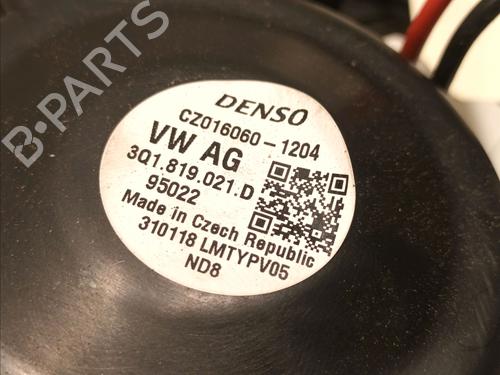 B-PARTS
DENSO
CZ016060-1204
VW AG
3Q1.819.021.D
95022
Made in Czech Republic
310118 LMTYPV05
ND8